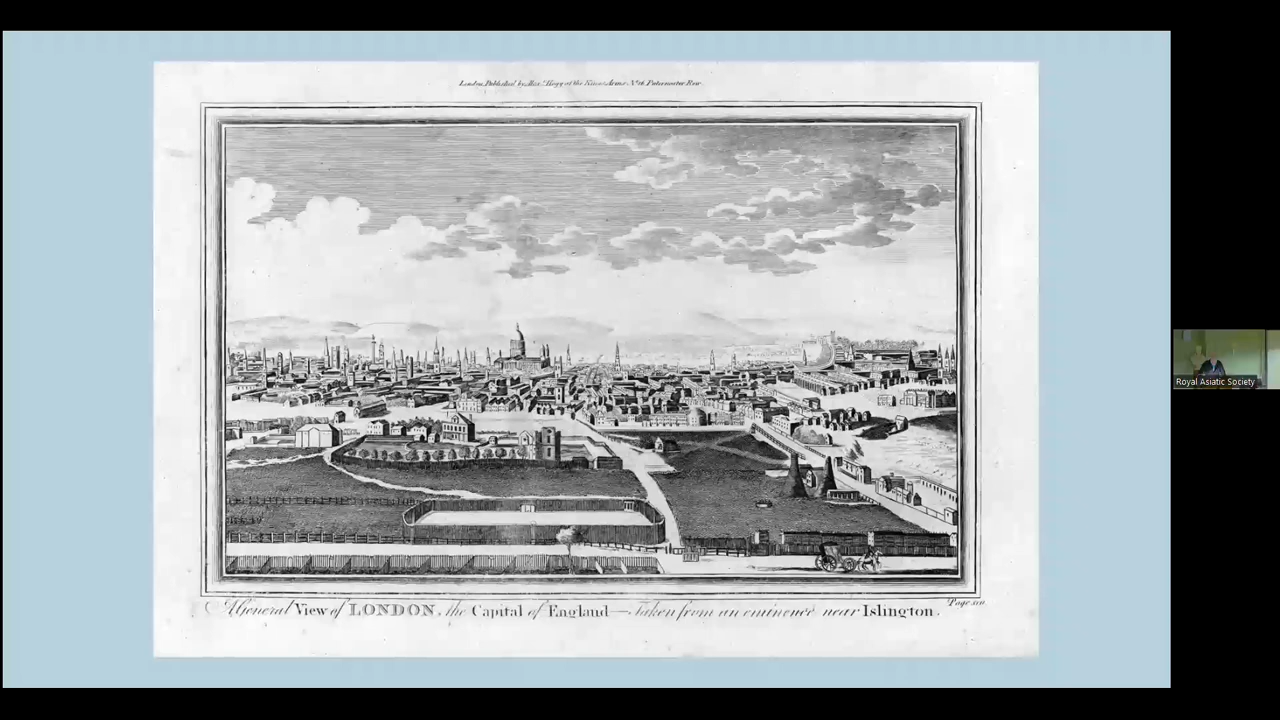 London, Published by Alex.r Hogg at the Kings Arms No. 16 Paternoster Row.
A General View of LONDON, the Capital of England — Taken from an eminence near Islington.
Page
Royal Asiatic Society